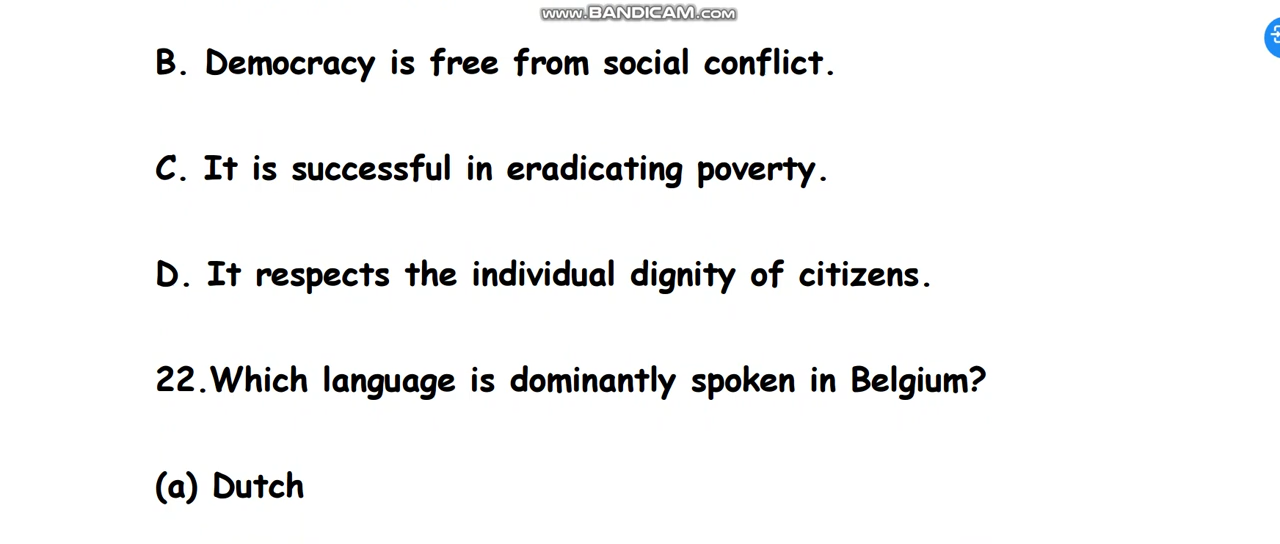 www.BANDICAM.com
B. Democracy is free from social conflict.
C. It is successful in eradicating poverty.
D. It respects the individual dignity of citizens.
22.Which language is dominantly spoken in Belgium?
(a) Dutch